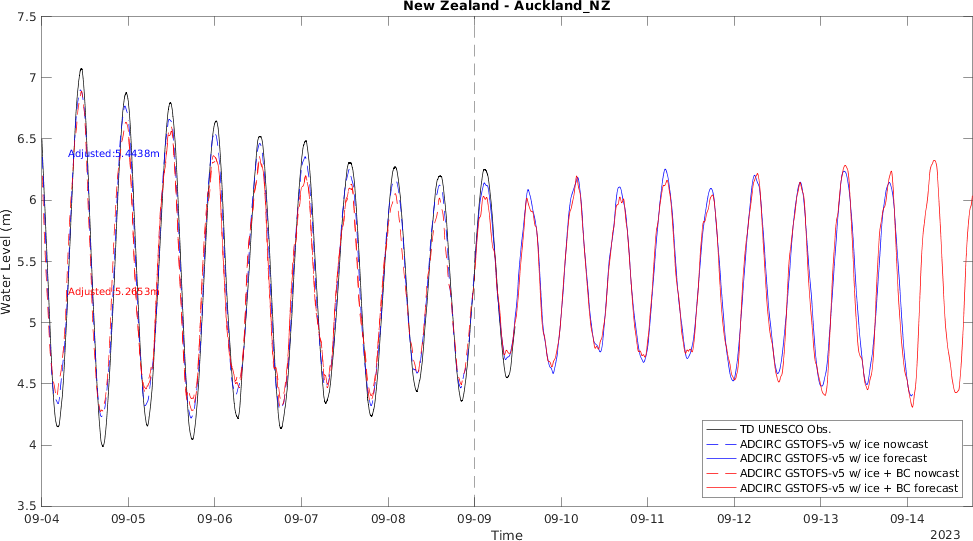 New Zealand - Auckland_NZ
7.5
7
6.5
6
5.5
5
4.5
4
3.5
Water Level (m)
Adjusted:5.4438m
Adjusted:5.2653m
TD UNESCO Obs.
ADCIRC GSTOFS-v5 w/ ice nowcast
ADCIRC GSTOFS-v5 w/ ice forecast
ADCIRC GSTOFS-v5 w/ ice + BC nowcast
ADCIRC GSTOFS-v5 w/ ice + BC forecast
09-04 09-05 09-06 09-07 09-08 09-09 09-10 09-11 09-12 09-13 09-14
Time
2023